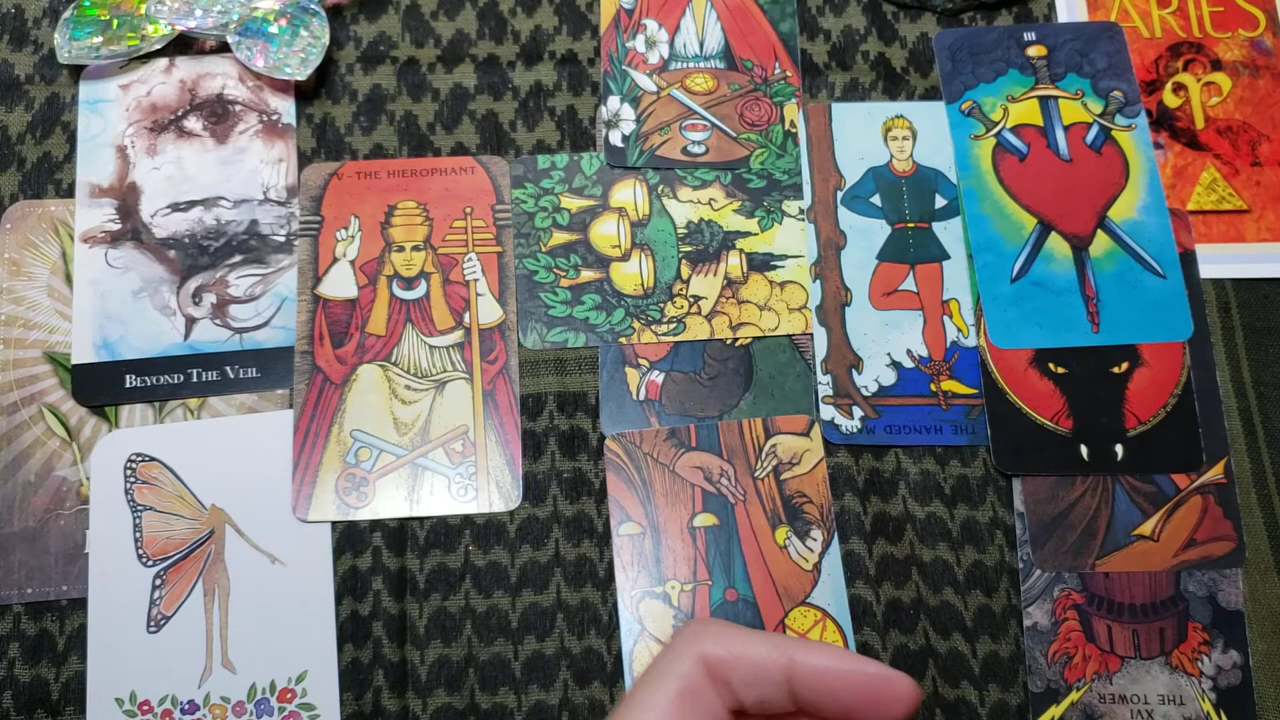 ARIES
III
V-THE HIEROPHANT
BEYOND THE VEIL
THE HANGED MAN
XVI
THE TOWER